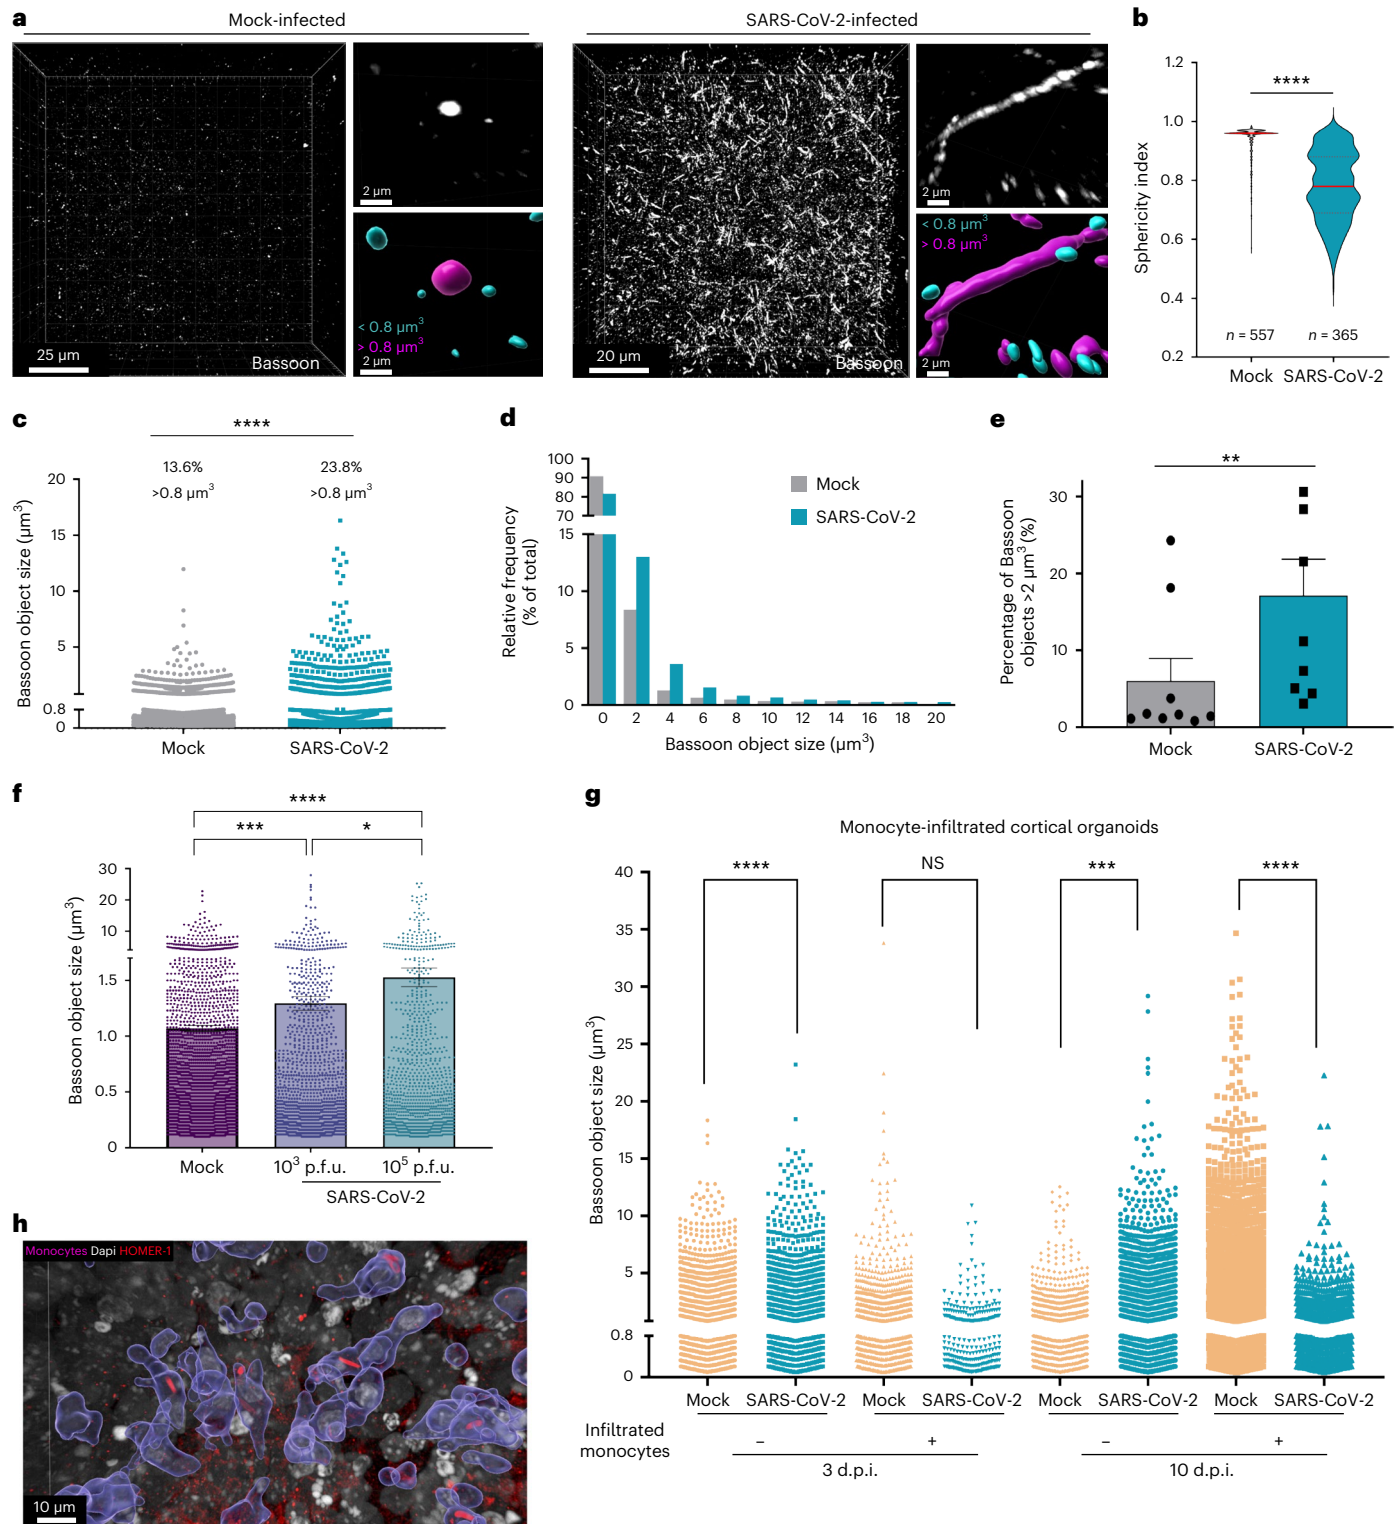 a
Mock-infected
SARS-CoV-2-infected
25 µm
Bassoon
2 µm
< 0.8 µm³
> 0.8 µm³
2 µm
20 µm
Bassoon
2 µm
< 0.8 µm³
> 0.8 µm³
2 µm
b
****
Sphericity index
1.2
1.0
0.8
0.6
0.4
0.2
n = 557
n = 365
Mock
SARS-CoV-2
c
****
13.6%
>0.8 µm³
23.8%
>0.8 µm³
Bassoon object size (µm³)
20
15
10
5
0.8
0
Mock
SARS-CoV-2
d
Relative frequency
(% of total)
100
90
80
70
15
10
5
0
Mock
SARS-CoV-2
0 2 4 6 8 10 12 14 16 18 20
Bassoon object size (µm³)
e
**
Percentage of Bassoon
objects >2 µm³ (%)
30
20
10
0
Mock
SARS-CoV-2
f
****
***
*
Bassoon object size (µm³)
30
20
10
1.5
1.0
0.5
0
Mock
10³ p.f.u.
10⁵ p.f.u.
SARS-CoV-2
g
Monocyte-infiltrated cortical organoids
****
NS
***
****
Bassoon object size (µm³)
40
35
30
25
20
15
10
5
0.8
0
Mock SARS-CoV-2 Mock SARS-CoV-2 Mock SARS-CoV-2 Mock SARS-CoV-2
Infiltrated
monocytes
– + – +
3 d.p.i. 10 d.p.i.
h
Monocytes Dapi HOMER-1
10 µm